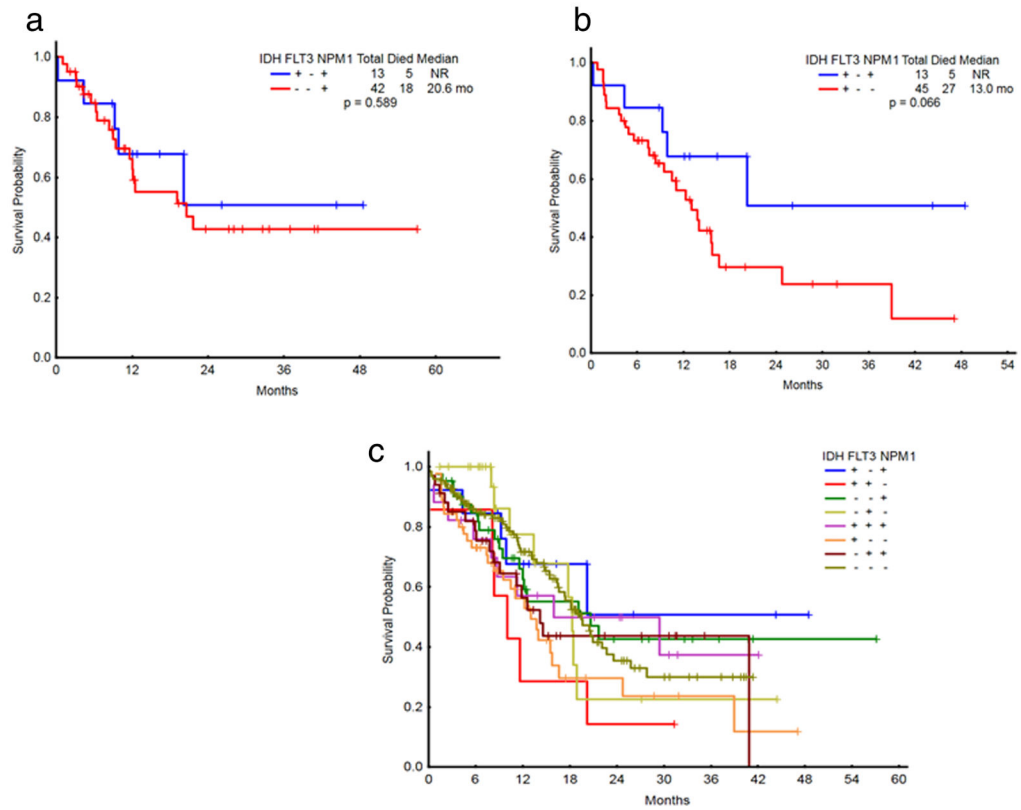 a
IDH FLT3 NPM1 Total Died Median
+ - + 13 5 NR
- - + 42 18 20.6 mo
p = 0.589
Survival Probability
1.0
0.8
0.6
0.4
0.2
0.0
0 12 24 36 48 60
Months
b
IDH FLT3 NPM1 Total Died Median
+ - + 13 5 NR
+ - - 45 27 13.0 mo
p = 0.066
Survival Probability
1.0
0.8
0.6
0.4
0.2
0.0
0 6 12 18 24 30 36 42 48 54
Months
c
IDH FLT3 NPM1
+ - +
+ + -
- - +
- + -
+ + +
+ - -
- + +
- - -
Survival Probability
1.0
0.8
0.6
0.4
0.2
0.0
0 6 12 18 24 30 36 42 48 54 60
Months